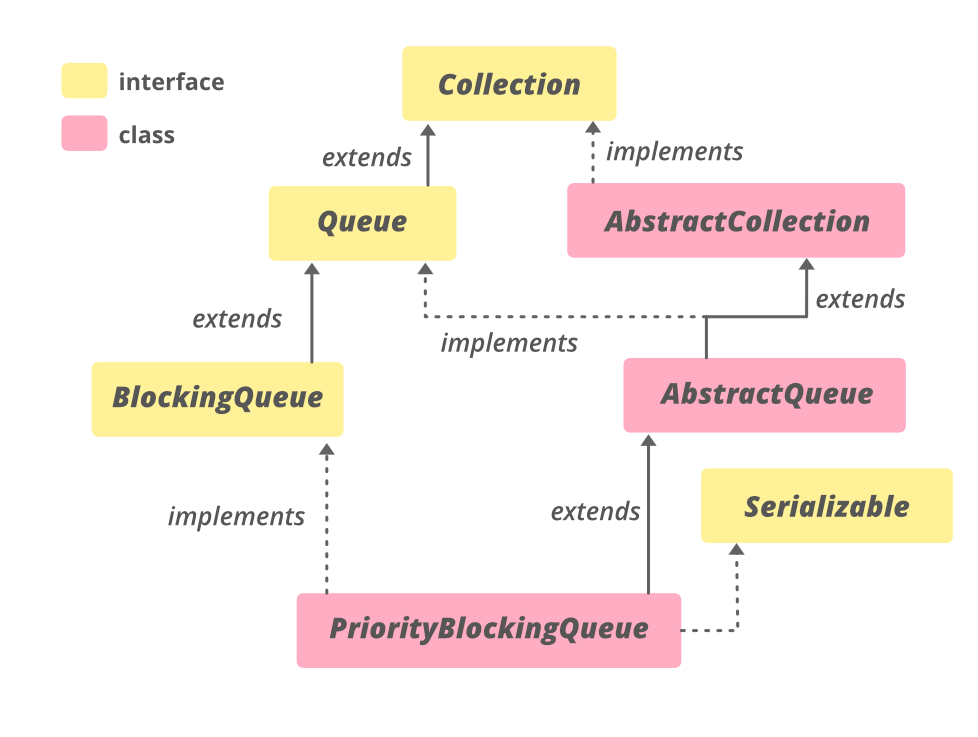 interface
class
Collection
extends
implements
Queue
AbstractCollection
extends
extends
implements
BlockingQueue
AbstractQueue
Serializable
implements
extends
PriorityBlockingQueue